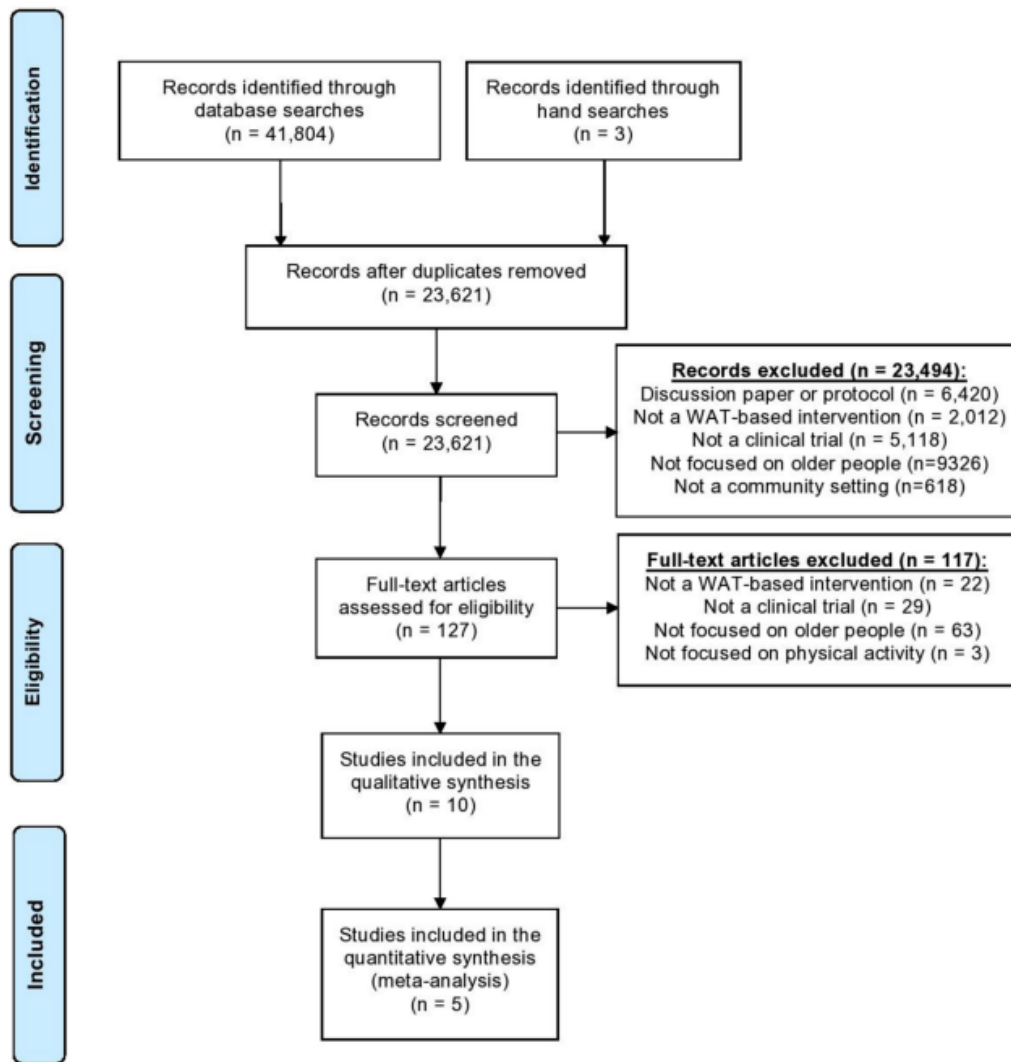 Identification
Records identified through
database searches
(n = 41,804)
Records identified through
hand searches
(n = 3)
Records after duplicates removed
(n = 23,621)
Screening
Records screened
(n = 23,621)
Records excluded (n = 23,494):
Discussion paper or protocol (n = 6,420)
Not a WAT-based intervention (n = 2,012)
Not a clinical trial (n = 5,118)
Not focused on older people (n=9326)
Not a community setting (n=618)
Eligibility
Full-text articles
assessed for eligibility
(n = 127)
Full-text articles excluded (n = 117):
Not a WAT-based intervention (n = 22)
Not a clinical trial (n = 29)
Not focused on older people (n = 63)
Not focused on physical activity (n = 3)
Studies included in the
qualitative synthesis
(n = 10)
Included
Studies included in the
quantitative synthesis
(meta-analysis)
(n = 5)